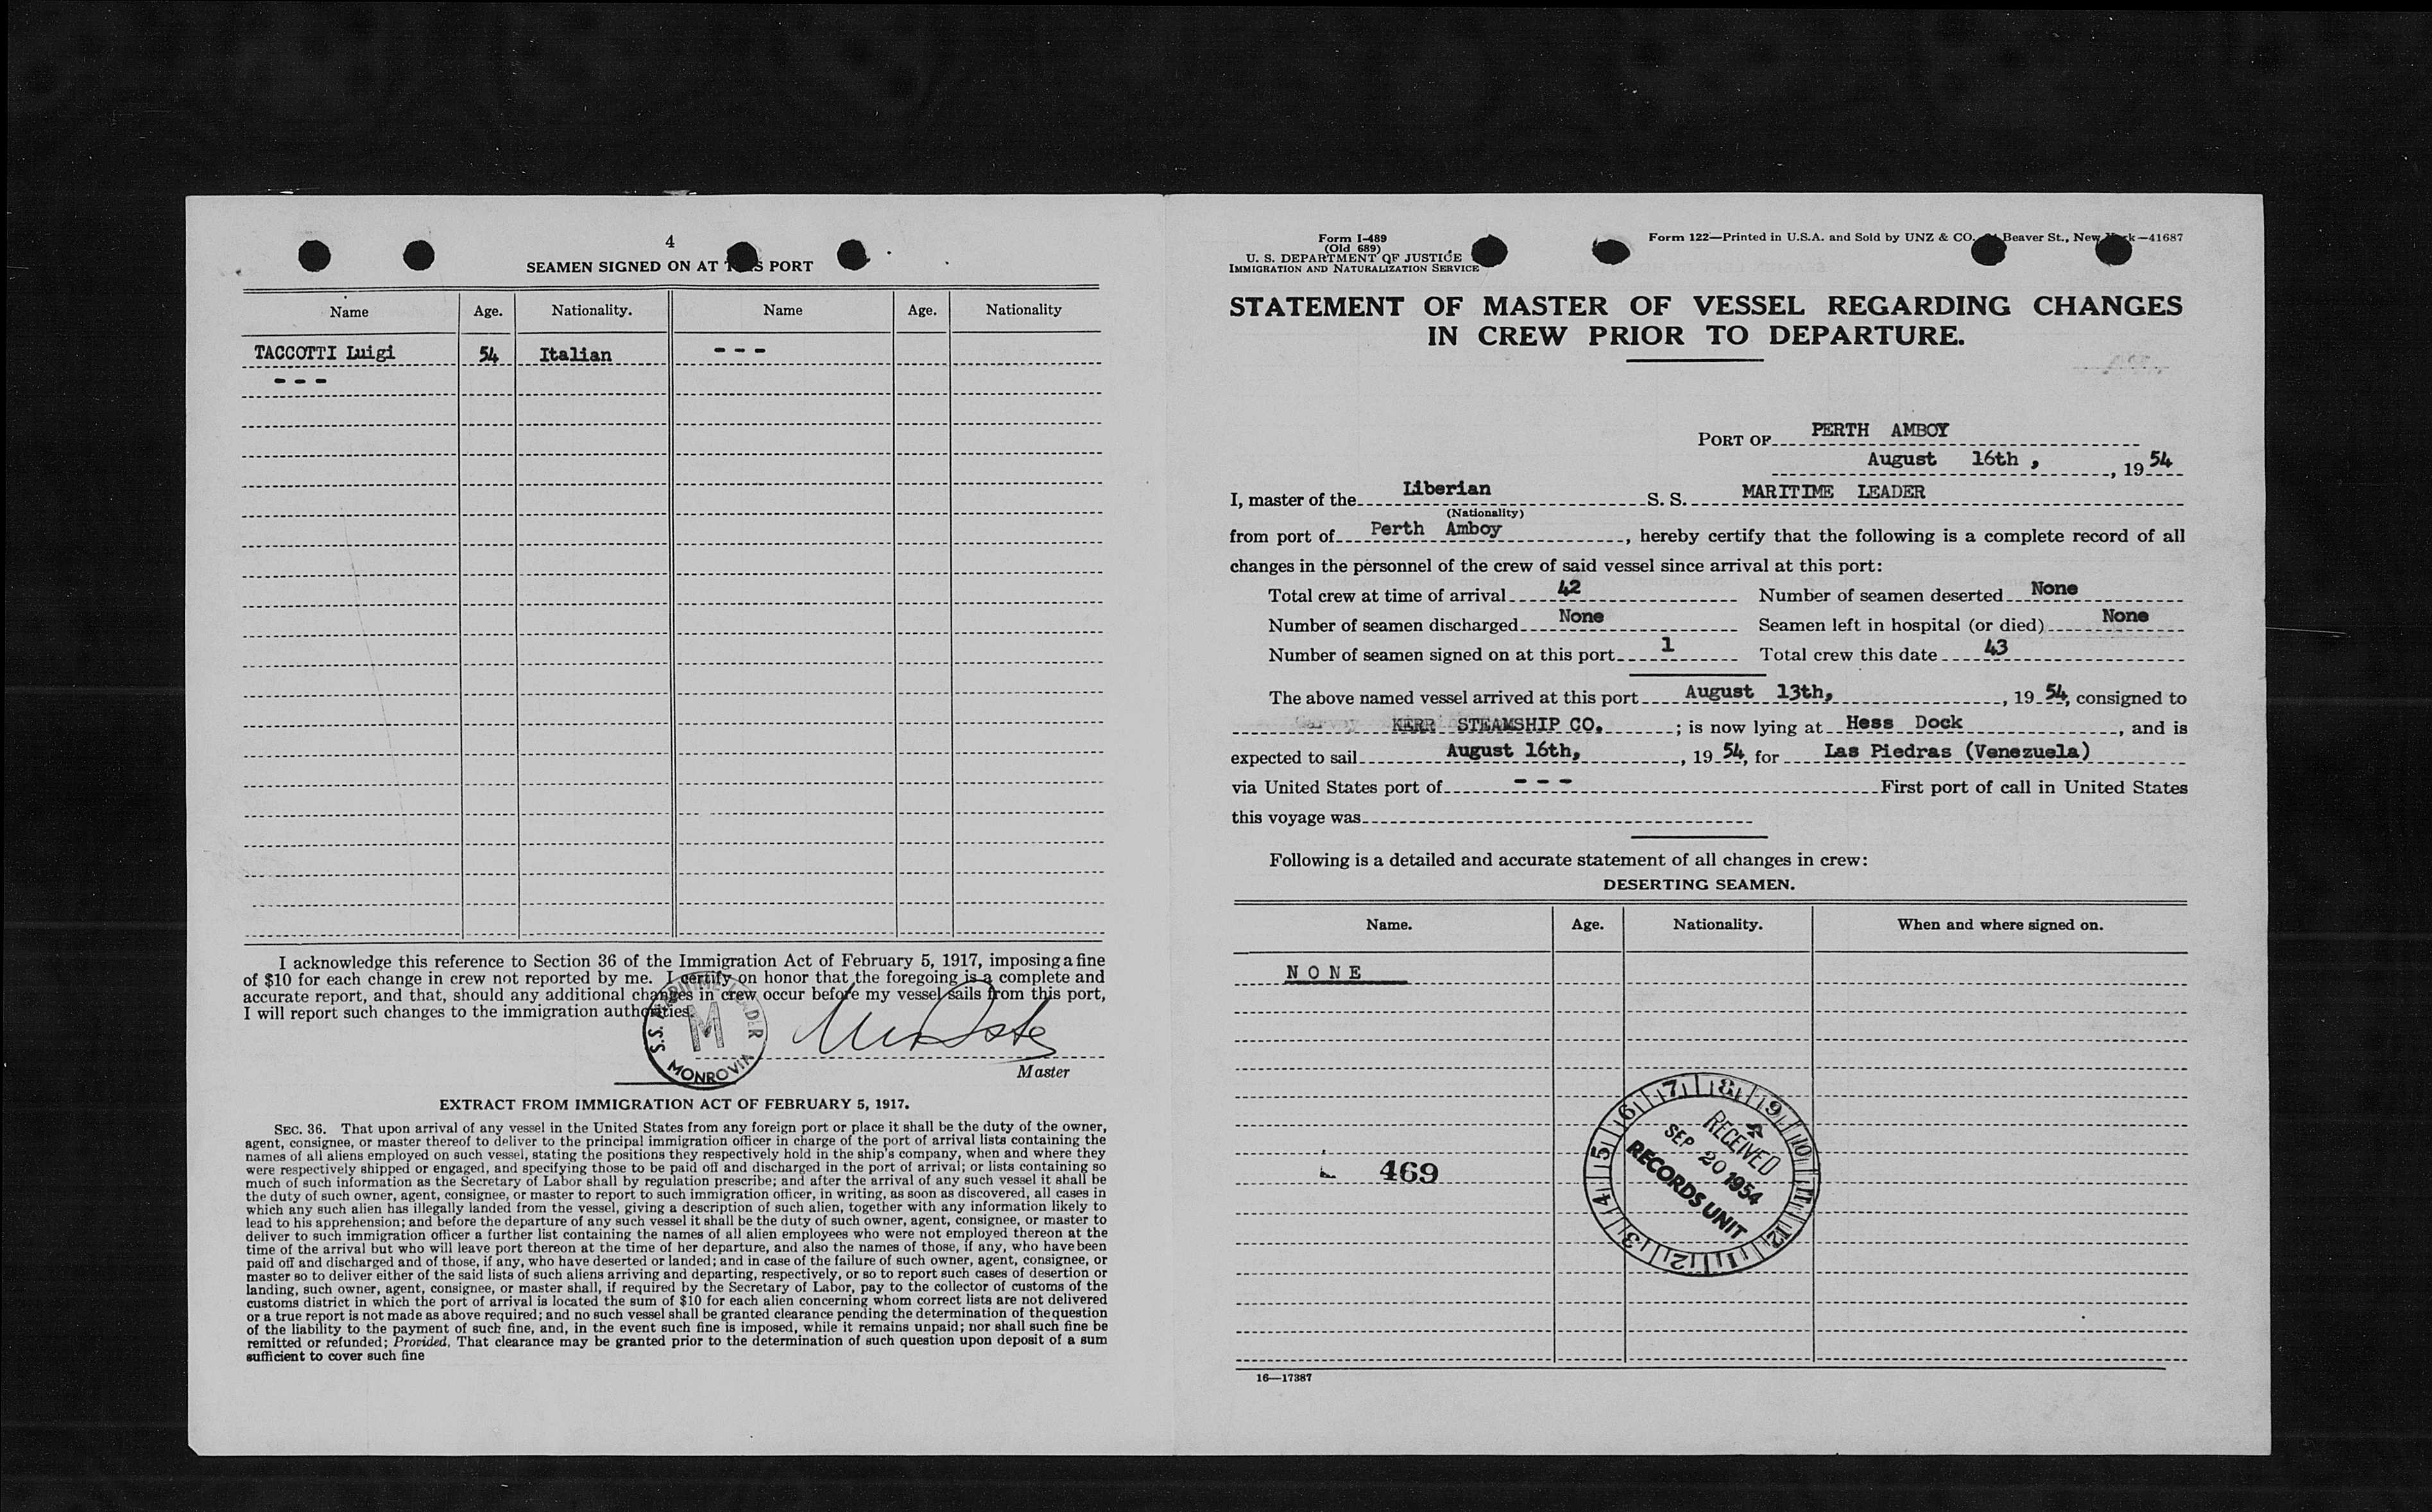 4
SEAMEN SIGNED ON AT THIS PORT
Name Age. Nationality. Name Age. Nationality
TACCOTTI Luigi 54 Italian - - -
- - -
I acknowledge this reference to Section 36 of the Immigration Act of February 5, 1917, imposing a fine
of $10 for each change in crew not reported by me. I certify on honor that the foregoing is a complete and
accurate report, and that, should any additional changes in crew occur before my vessel sails from this port,
I will report such changes to the immigration authorities.
S.S. MARITIME LEADER
M
MONROVIA
Master
EXTRACT FROM IMMIGRATION ACT OF FEBRUARY 5, 1917.
SEC. 36. That upon arrival of any vessel in the United States from any foreign port or place it shall be the duty of the owner,
agent, consignee, or master thereof to deliver to the principal immigration officer in charge of the port of arrival lists containing the
names of all aliens employed on such vessel, stating the positions they respectively hold in the ship's company, when and where they
were respectively shipped or engaged, and specifying those to be paid off and discharged in the port of arrival; or lists containing so
much of such information as the Secretary of Labor shall by regulation prescribe; and after the arrival of any such vessel it shall be
the duty of such owner, agent, consignee, or master to report to such immigration officer, in writing, as soon as discovered, all cases in
which any such alien has illegally landed from the vessel, giving a description of such alien, together with any information likely to
lead to his apprehension; and before the departure of any such vessel it shall be the duty of such owner, agent, consignee, or master to
deliver to such immigration officer a further list containing the names of all alien employees who were not employed thereon at the
time of the arrival but who will leave port thereon at the time of her departure, and also the names of those, if any, who have been
paid off and discharged and of those, if any, who have deserted or landed; and in case of the failure of such owner, agent, consignee, or
master so to deliver either of the said lists of such aliens arriving and departing, respectively, or so to report such cases of desertion or
landing, such owner, agent, consignee, or master shall, if required by the Secretary of Labor, pay to the collector of customs of the
customs district in which the port of arrival is located the sum of $10 for each alien concerning whom correct lists are not delivered
or a true report is not made as above required; and no such vessel shall be granted clearance pending the determination of the question
of the liability to the payment of such fine, and, in the event such fine is imposed, while it remains unpaid; nor shall such fine be
remitted or refunded; Provided, That clearance may be granted prior to the determination of such question upon deposit of a sum
sufficient to cover such fine
Form I-489
(Old 689)
U. S. DEPARTMENT OF JUSTICE
IMMIGRATION AND NATURALIZATION SERVICE
Form 122—Printed in U.S.A. and Sold by UNZ & CO. Beaver St., New York—41687
STATEMENT OF MASTER OF VESSEL REGARDING CHANGES
IN CREW PRIOR TO DEPARTURE.
PORT OF PERTH AMBOY
August 16th , , 19 54
I, master of the Liberian S. S. MARITIME LEADER
(Nationality)
from port of Perth Amboy , hereby certify that the following is a complete record of all
changes in the personnel of the crew of said vessel since arrival at this port:
Total crew at time of arrival 42 Number of seamen deserted None
Number of seamen discharged None Seamen left in hospital (or died) None
Number of seamen signed on at this port 1 Total crew this date 43
The above named vessel arrived at this port August 13th, , 19 54, consigned to
Garvey KERR STEAMSHIP CO. ; is now lying at Hess Dock , and is
expected to sail August 16th, , 19 54, for Las Piedras (Venezuela)
via United States port of - - - First port of call in United States
this voyage was
Following is a detailed and accurate statement of all changes in crew:
DESERTING SEAMEN.
Name. Age. Nationality. When and where signed on.
NONE
469
7 8 9 10 11 12 1 2 3 4 5 6
RECEIVED
SEP 20 1954
RECORDS UNIT
16—17387